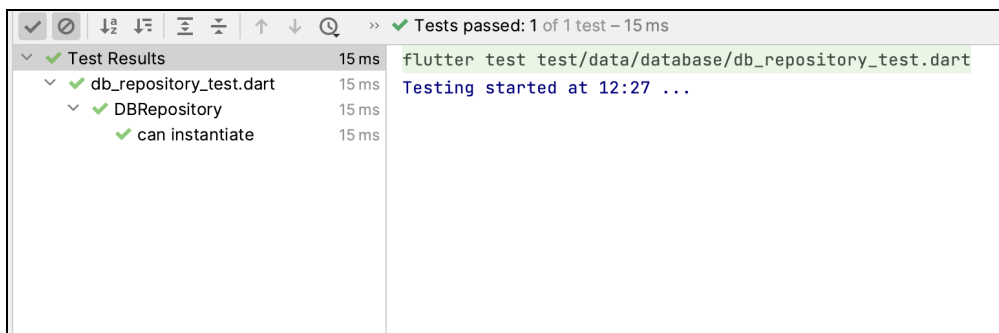 Tests passed: 1 of 1 test – 15 ms
Test Results 15 ms
db_repository_test.dart 15 ms
DBRepository 15 ms
can instantiate 15 ms
flutter test test/data/database/db_repository_test.dart
Testing started at 12:27 ...